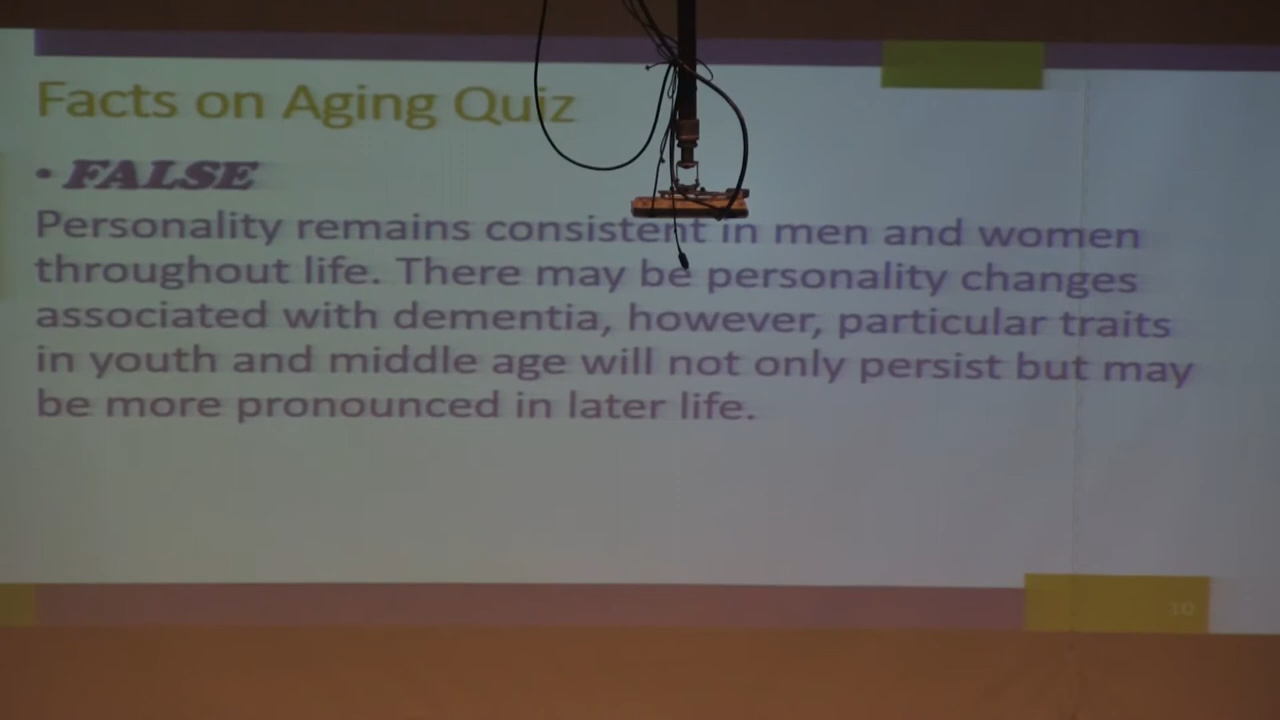 Facts on Aging Quiz
• FALSE
Personality remains consistent in men and women
throughout life. There may be personality changes
associated with dementia, however, particular traits
in youth and middle age will not only persist but may
be more pronounced in later life.
10